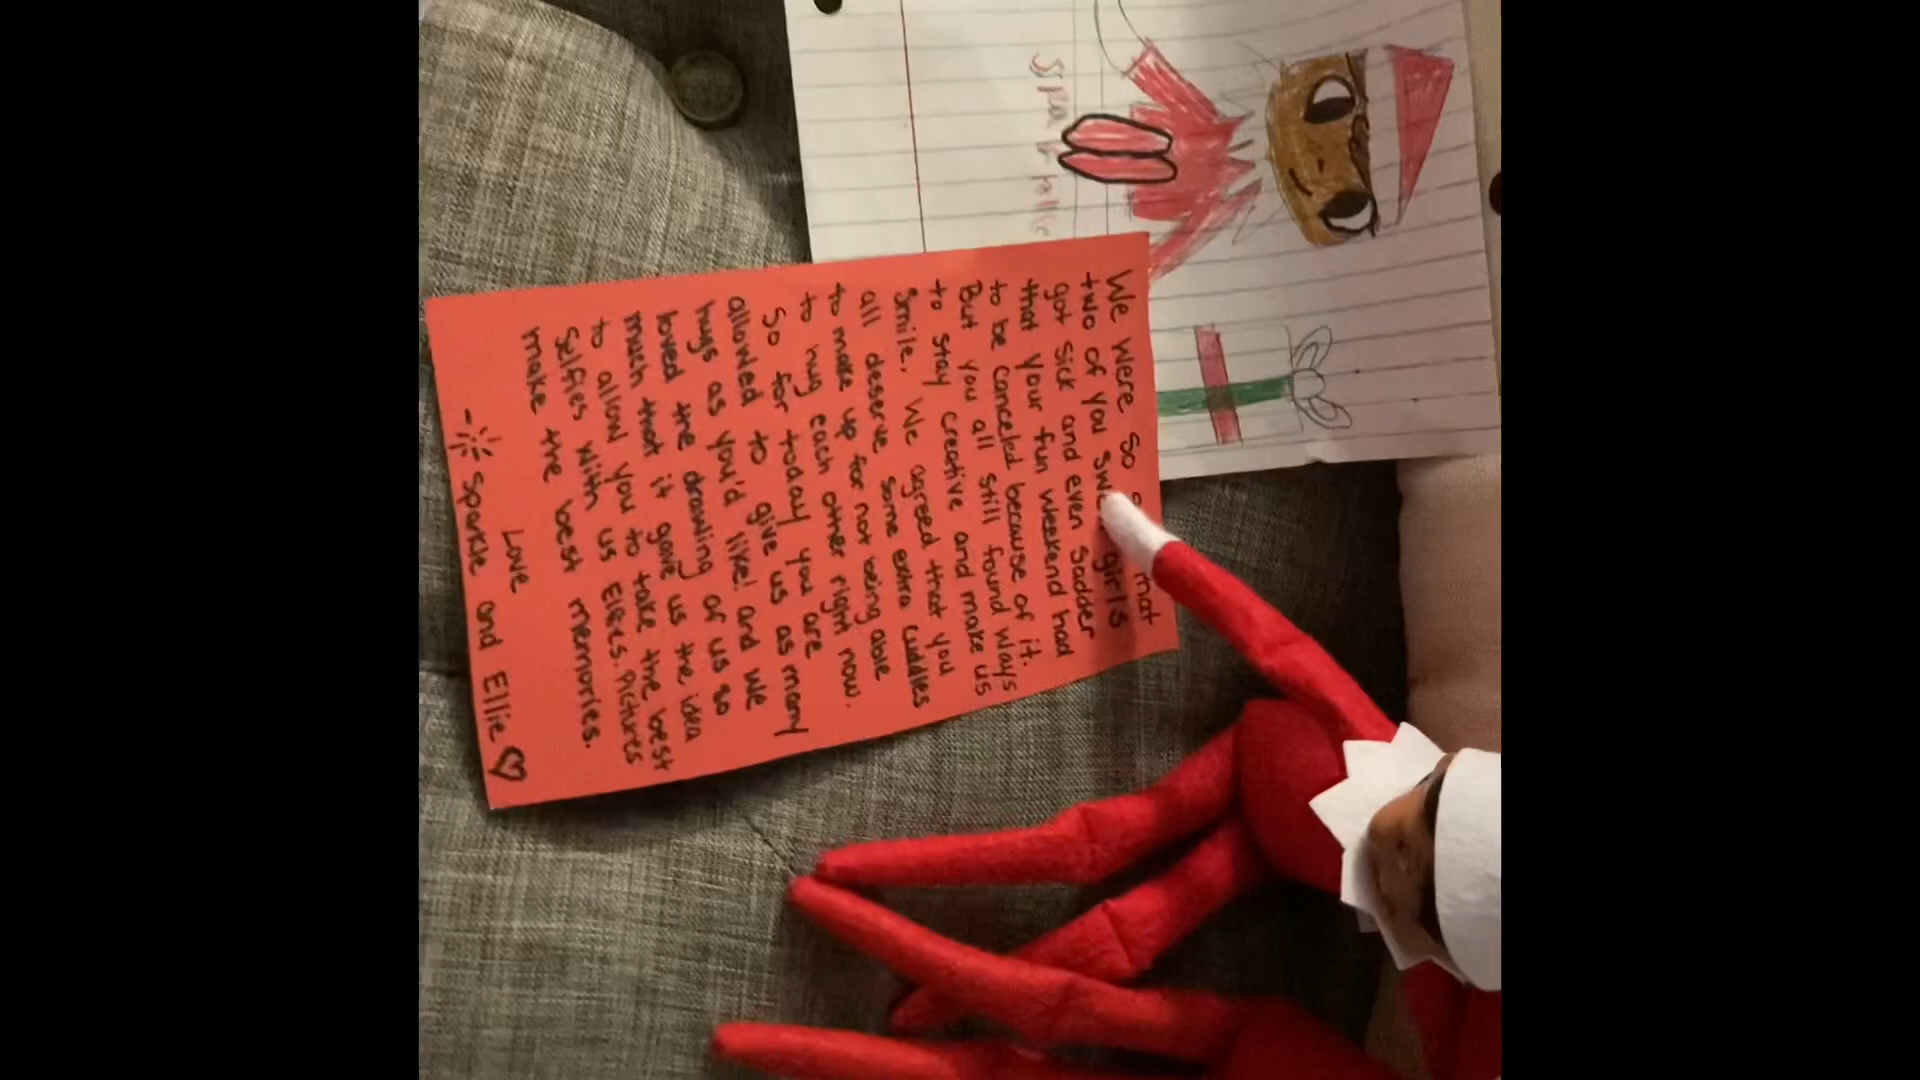 We were so that
two of you girls
got sick and even sadder
that your fun weekend had
to be canceled because of it.
But you all still found ways
to stay creative and make us
smile. We agreed that you
all deserve some extra cuddles
to make up for not being able
to hug each other right now.
So for today you are
allowed to give us as many
hugs as you'd like! and we
loved the drawing of us so
much that it gave us the idea
to allow you to take the best
selfies with us Elfs. Pictures
make the best memories.
Love
- Sparkle and Ellie ♡